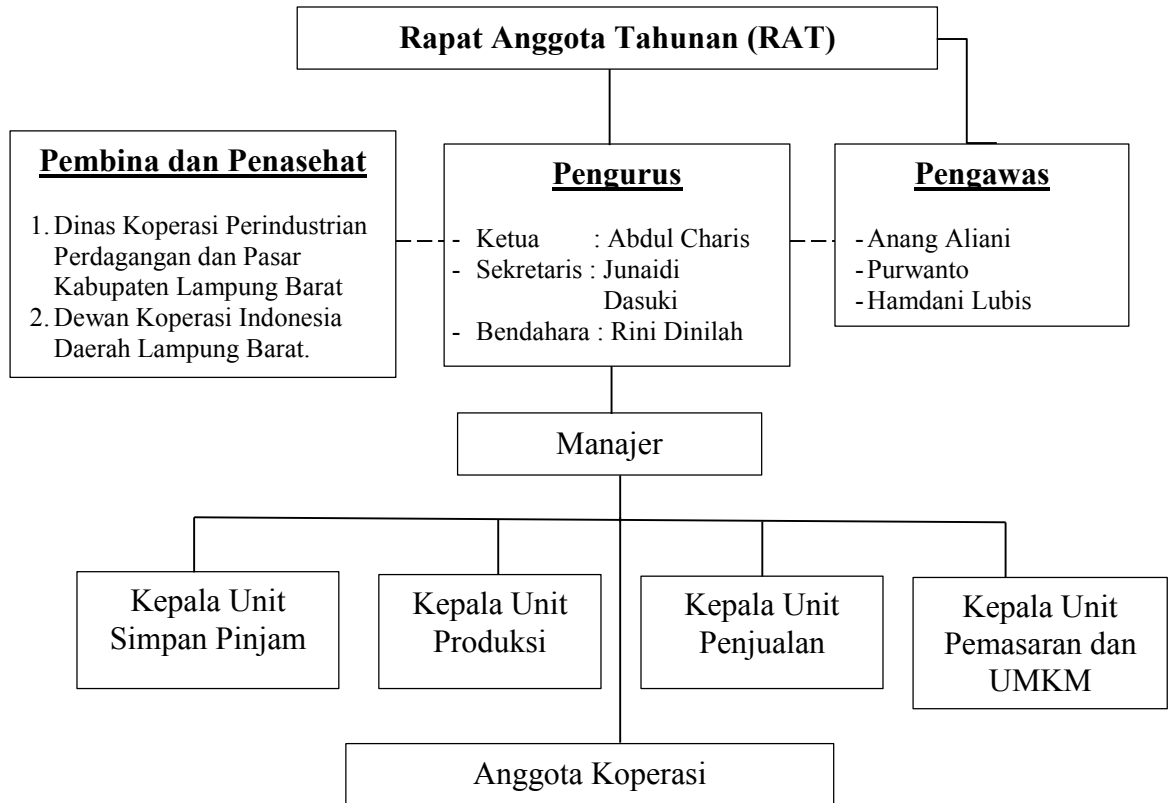 Rapat Anggota Tahunan (RAT)
Pembina dan Penasehat
1. Dinas Koperasi Perindustrian
Perdagangan dan Pasar
Kabupaten Lampung Barat
2. Dewan Koperasi Indonesia
Daerah Lampung Barat.
Pengurus
- Ketua : Abdul Charis
- Sekretaris : Junaidi
Dasuki
- Bendahara : Rini Dinilah
Pengawas
- Anang Aliani
- Purwanto
- Hamdani Lubis
Manajer
Kepala Unit
Simpan Pinjam
Kepala Unit
Produksi
Kepala Unit
Penjualan
Kepala Unit
Pemasaran dan
UMKM
Anggota Koperasi